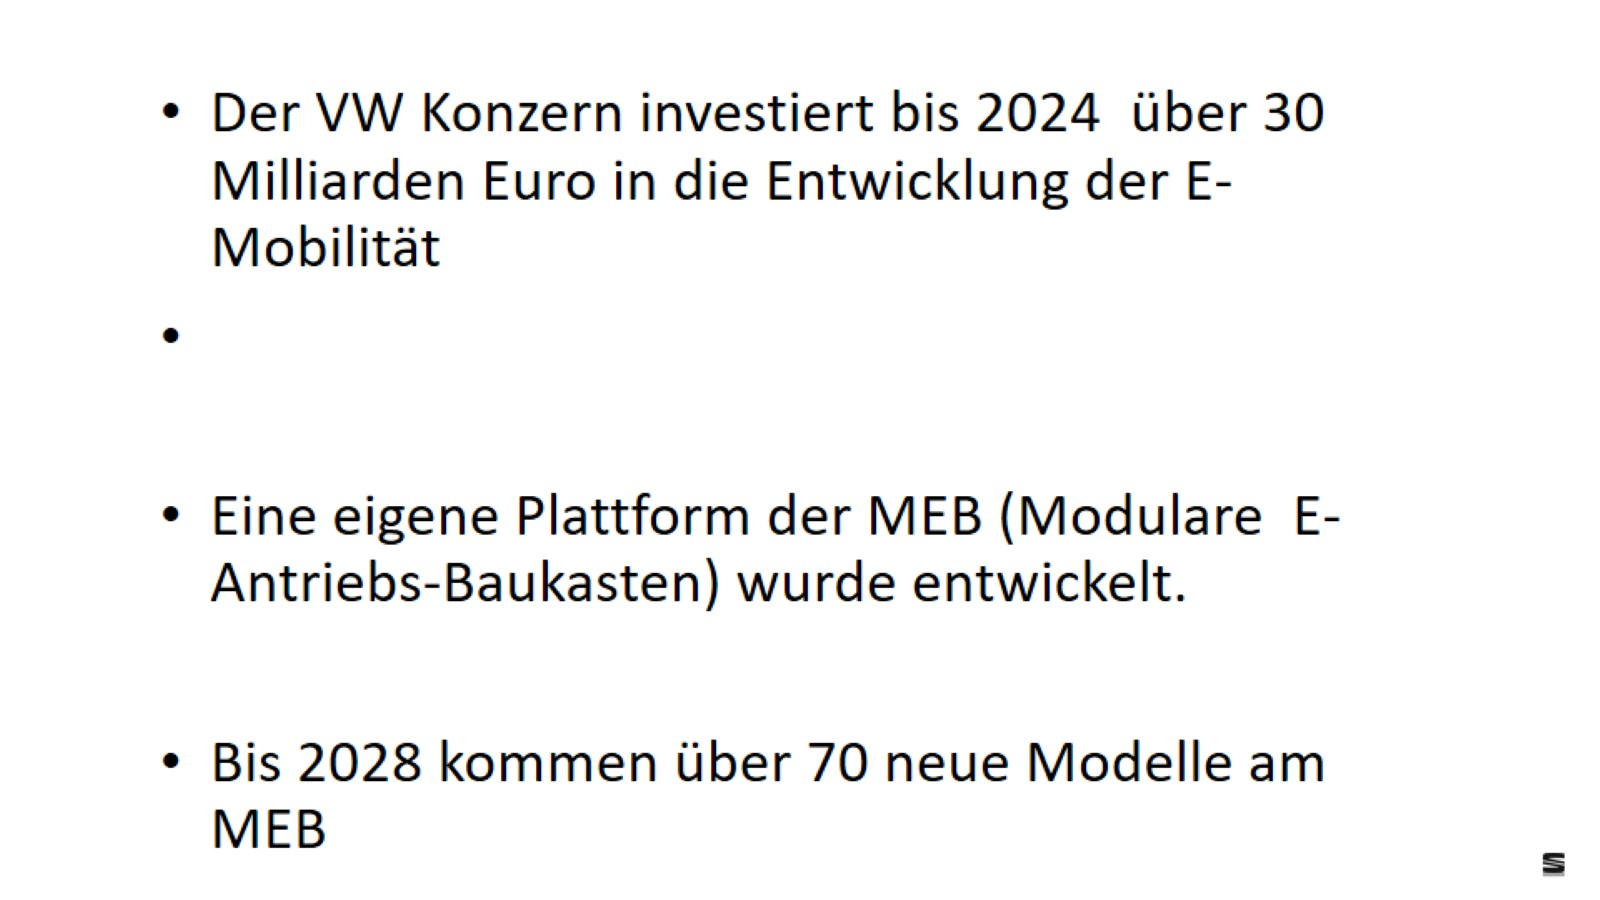 • Der VW Konzern investiert bis 2024  über 30
Milliarden Euro in die Entwicklung der E-
Mobilität
•
• Eine eigene Plattform der MEB (Modulare  E-
Antriebs-Baukasten) wurde entwickelt.
• Bis 2028 kommen über 70 neue Modelle am
MEB